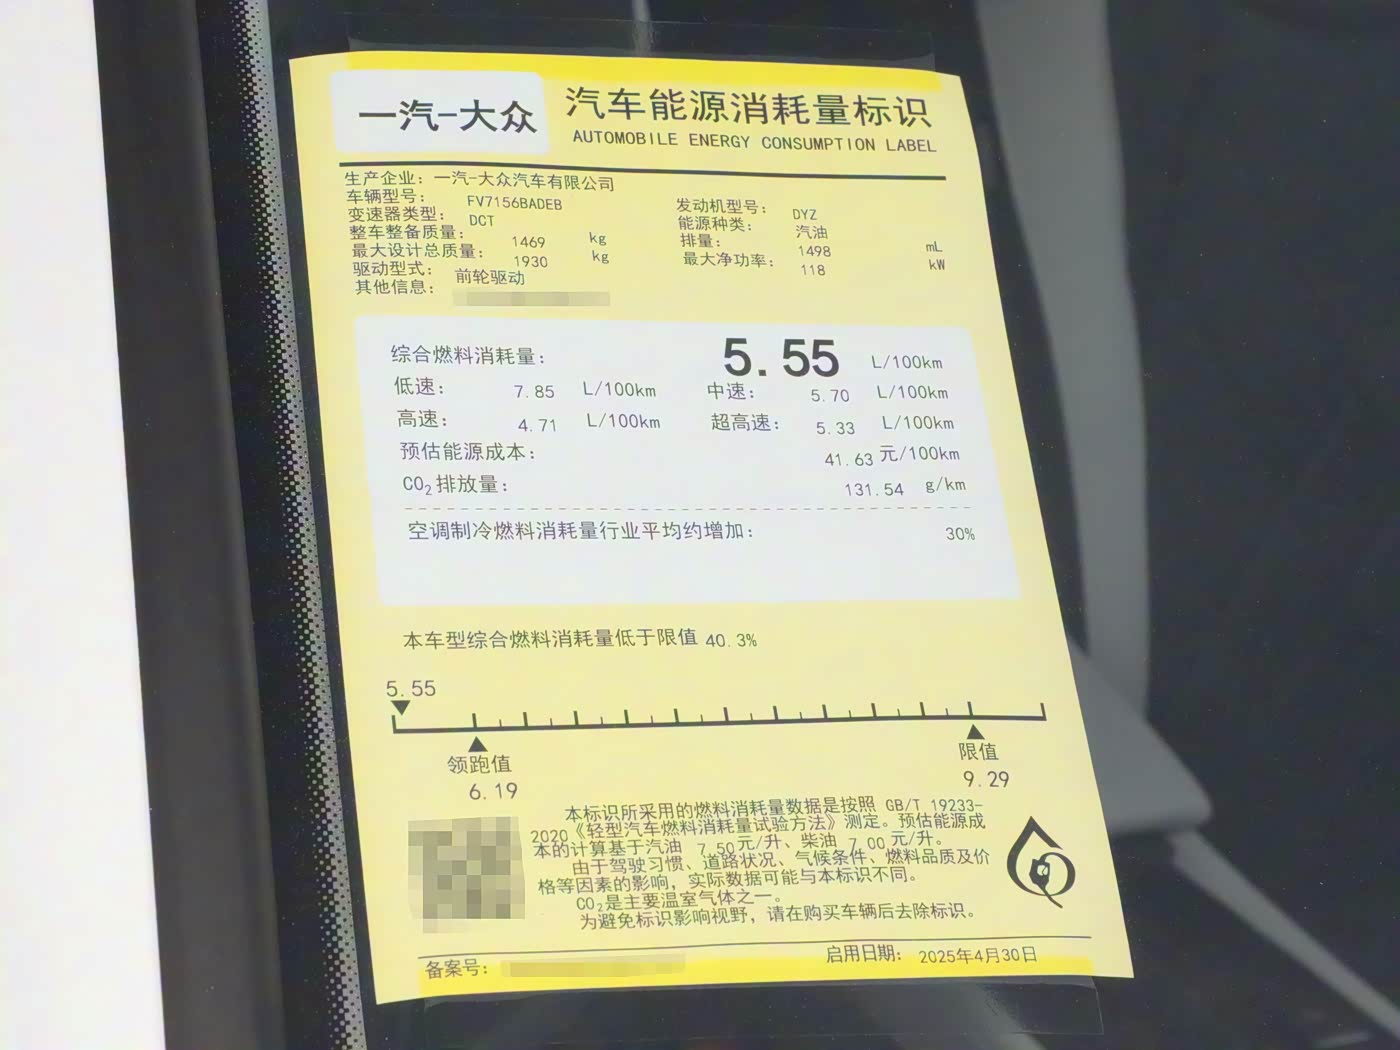 一汽-大众
汽车能源消耗量标识
AUTOMOBILE ENERGY CONSUMPTION LABEL
生产企业：一汽-大众汽车有限公司
车辆型号： FV7156BADEB 发动机型号： DYZ
变速器类型： DCT 能源种类： 汽油
整车整备质量： 1469 kg 排量： 1498 mL
最大设计总质量： 1930 kg 最大净功率： 118 kW
驱动型式： 前轮驱动
其他信息：
综合燃料消耗量： 5.55 L/100km
低速： 7.85 L/100km 中速： 5.70 L/100km
高速： 4.71 L/100km 超高速： 5.33 L/100km
预估能源成本： 41.63 元/100km
CO₂排放量： 131.54 g/km
空调制冷燃料消耗量行业平均约增加： 30%
本车型综合燃料消耗量低于限值 40.3%
5.55
领跑值 限值
6.19 9.29
本标识所采用的燃料消耗量数据是按照 GB/T 19233-
2020《轻型汽车燃料消耗量试验方法》测定。预估能源成
本的计算基于汽油 7.50元/升、柴油 7.00 元/升。
由于驾驶习惯、道路状况、气候条件、燃料品质及价
格等因素的影响，实际数据可能与本标识不同。
CO₂是主要温室气体之一。
为避免标识影响视野，请在购买车辆后去除标识。
备案号： 启用日期： 2025年4月30日